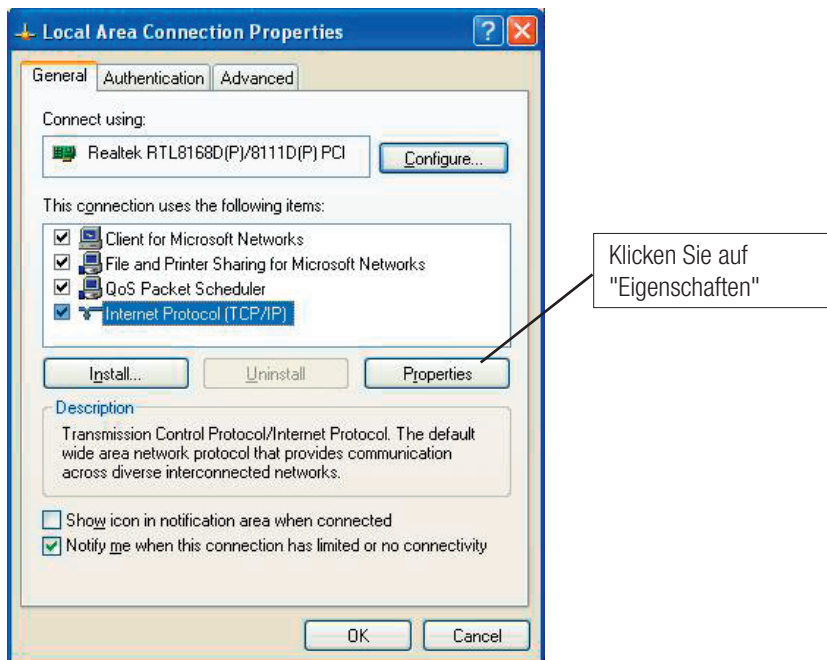 Local Area Connection Properties
General Authentication Advanced
Connect using:
Realtek RTL8168D(P)/8111D(P) PCI
Configure...
This connection uses the following items:
Client for Microsoft Networks
File and Printer Sharing for Microsoft Networks
QoS Packet Scheduler
Internet Protocol (TCP/IP)
Klicken Sie auf
"Eigenschaften"
Install... Uninstall Properties
Description
Transmission Control Protocol/Internet Protocol. The default
wide area network protocol that provides communication
across diverse interconnected networks.
Show icon in notification area when connected
Notify me when this connection has limited or no connectivity
OK Cancel